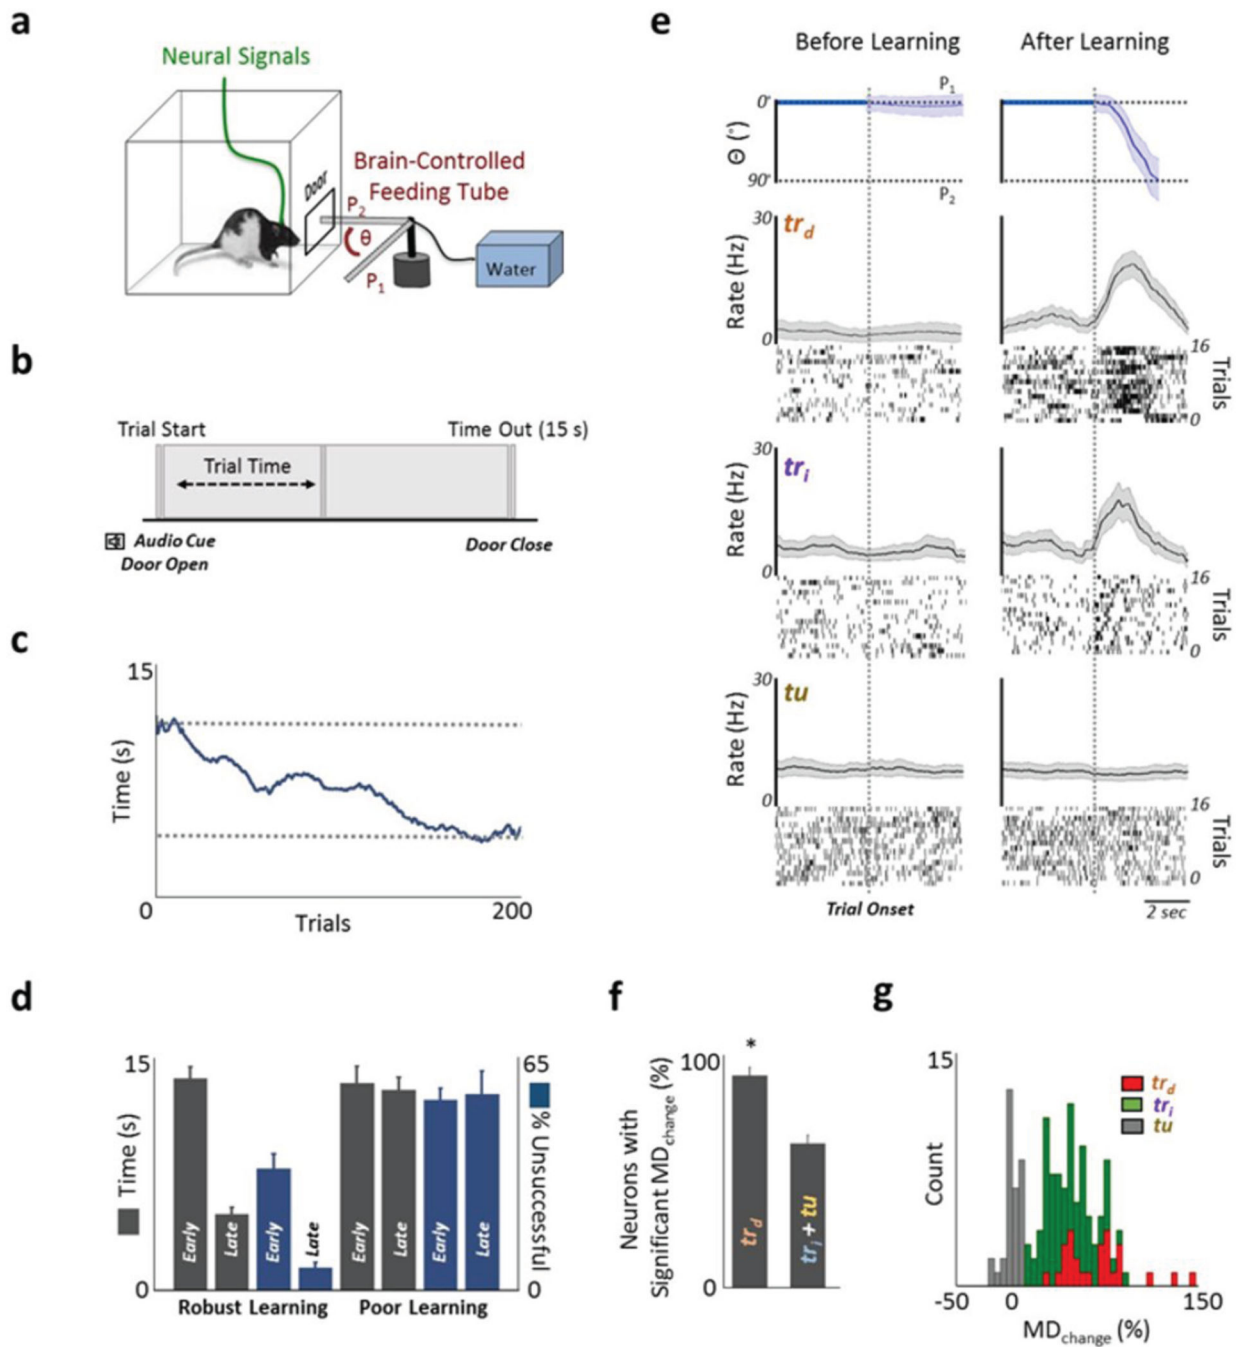 a
Neural Signals
Door
Brain-Controlled
Feeding Tube
P2
θ
P1
Water
b
Trial Start
Time Out (15 s)
Trial Time
Audio Cue
Door Open
Door Close
c
15
Time (s)
0
200
Trials
d
15
Time (s)
0
65
% Unsuccessful
0
Early
Late
Early
Late
Early
Late
Early
Late
Robust Learning
Poor Learning
e
Before Learning
After Learning
P1
0°
Θ (°)
90°
P2
30
trd
Rate (Hz)
0
16
Trials
0
30
tri
Rate (Hz)
0
16
Trials
0
30
tu
Rate (Hz)
0
16
Trials
0
Trial Onset
2 sec
f
100
*
Neurons with
Significant MDchange (%)
0
trd
tri + tu
g
15
Count
trd
tri
tu
-50
0
150
MDchange (%)